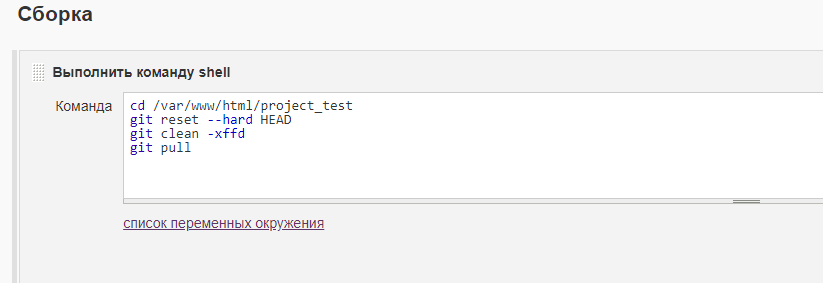 Сборка
Выполнить команду shell
Команда
cd /var/www/html/project_test
git reset --hard HEAD
git clean -xffd
git pull
список переменных окружения